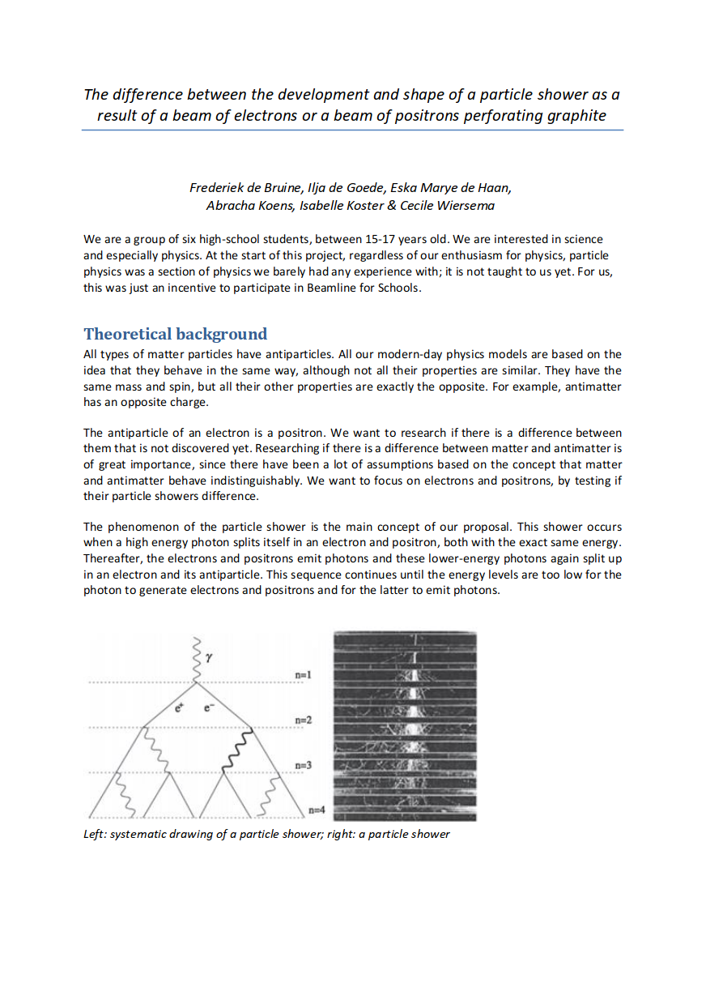 The difference between the development and shape of a particle shower as a
result of a beam of electrons or a beam of positrons perforating graphite
Frederiek de Bruine, Ilja de Goede, Eska Marye de Haan,
Abracha Koens, Isabelle Koster & Cecile Wiersema
We are a group of six high-school students, between 15-17 years old. We are interested in science
and especially physics. At the start of this project, regardless of our enthusiasm for physics, particle
physics was a section of physics we barely had any experience with; it is not taught to us yet. For us,
this was just an incentive to participate in Beamline for Schools.
Theoretical background
All types of matter particles have antiparticles. All our modern-day physics models are based on the
idea that they behave in the same way, although not all their properties are similar. They have the
same mass and spin, but all their other properties are exactly the opposite. For example, antimatter
has an opposite charge.
The antiparticle of an electron is a positron. We want to research if there is a difference between
them that is not discovered yet. Researching if there is a difference between matter and antimatter is
of great importance, since there have been a lot of assumptions based on the concept that matter
and antimatter behave indistinguishably. We want to focus on electrons and positrons, by testing if
their particle showers difference.
The phenomenon of the particle shower is the main concept of our proposal. This shower occurs
when a high energy photon splits itself in an electron and positron, both with the exact same energy.
Thereafter, the electrons and positrons emit photons and these lower-energy photons again split up
in an electron and its antiparticle. This sequence continues until the energy levels are too low for the
photon to generate electrons and positrons and for the latter to emit photons.
γ
n=1
e⁺ e⁻
n=2
n=3
n=4
Left: systematic drawing of a particle shower; right: a particle shower